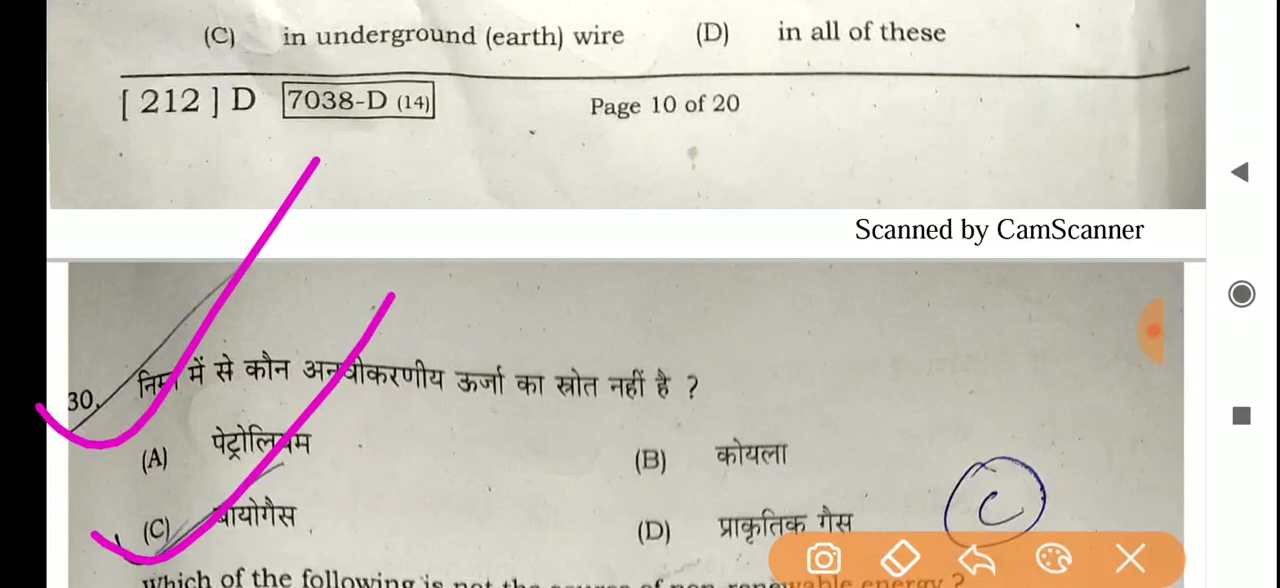 (C) in underground (earth) wire (D) in all of these
[ 212 ] D 7038-D (14) Page 10 of 20
Scanned by CamScanner
30. निम्न में से कौन अनवीकरणीय ऊर्जा का स्रोत नहीं है ?
(A) पेट्रोलियम (B) कोयला
(C) बायोगैस (D) प्राकृतिक गैस
C
Which of the following is not the source of non-renewable energy ?